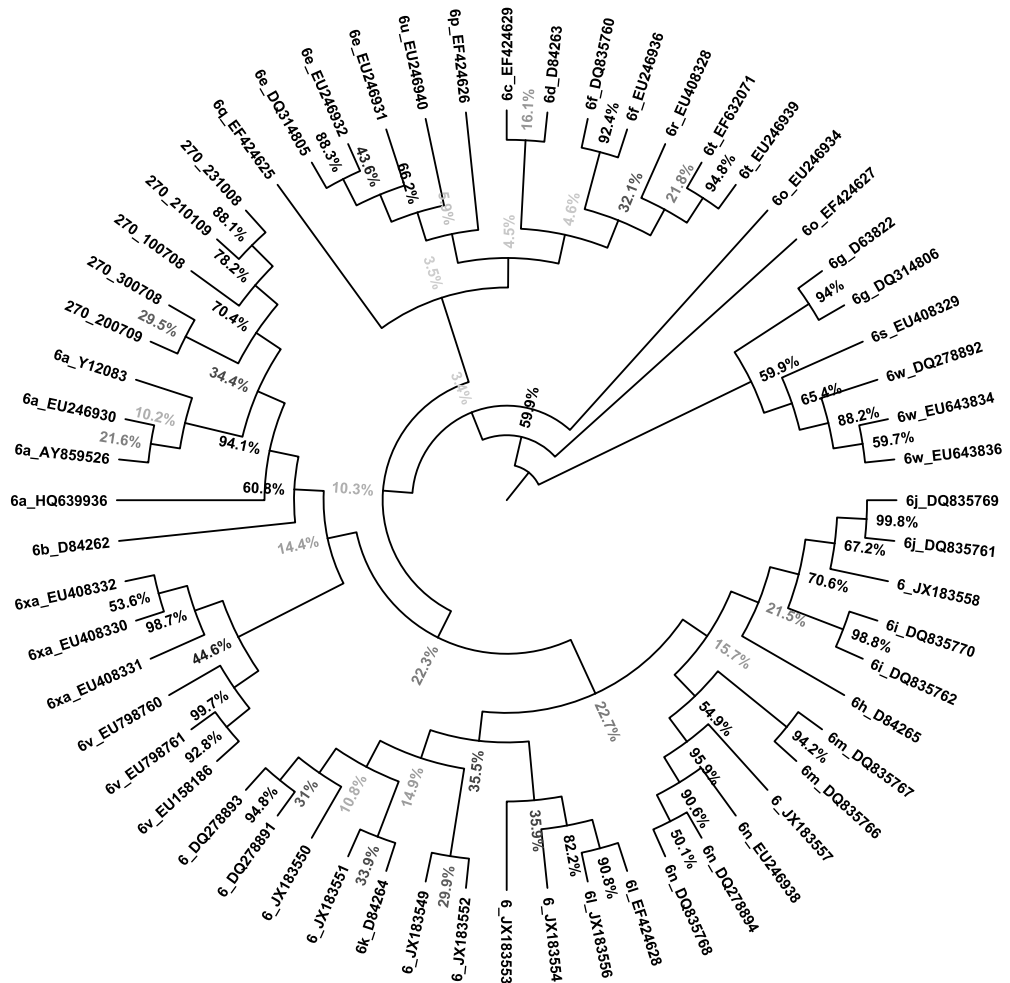 6c_EF424629
16.1%
6d_D84263
6f_DQ835760
92.4%
6f_EU246936
4.6%
6r_EU408328
32.1%
6t_EF632071
21.8%
94.8%
6t_EU246939
6o_EU246934
6o_EF424627
59.9%
6g_D63822
94%
6g_DQ314806
59.9%
6s_EU408329
65.4%
6w_DQ278892
88.2%
6w_EU643834
59.7%
6w_EU643836
6j_DQ835769
99.8%
6j_DQ835761
67.2%
6_JX183558
70.6%
6i_DQ835770
98.8%
6i_DQ835762
21.5%
6h_D84265
15.7%
6m_DQ835767
94.2%
6m_DQ835766
54.9%
6_JX183557
95.9%
6n_EU246938
90.6%
6n_DQ278894
50.1%
6n_DQ835768
22.7%
6l_EF424628
90.8%
6l_JX183556
82.2%
6_JX183554
35.9%
6_JX183553
35.5%
6_JX183552
29.9%
6_JX183549
14.9%
6k_D84264
33.9%
6_JX183551
10.8%
6_JX183550
31%
6_DQ278891
94.8%
6_DQ278893
22.3%
6v_EU158186
92.8%
6v_EU798761
99.7%
6v_EU798760
44.6%
6xa_EU408331
98.7%
6xa_EU408330
53.6%
6xa_EU408332
14.4%
6b_D84262
60.8%
6a_HQ639936
94.1%
6a_AY859526
21.6%
6a_EU246930
10.2%
6a_Y12083
34.4%
270_200709
29.5%
270_300708
70.4%
270_100708
78.2%
270_210109
88.1%
270_231008
10.3%
6q_EF424625
3.5%
6e_DQ314805
88.3%
6e_EU246932
43.6%
6e_EU246931
66.2%
6u_EU246940
6p_EF424626
4.5%